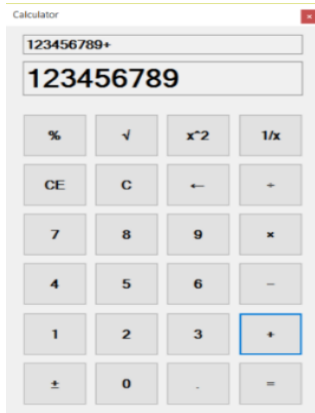 Calculator ×
123456789+
123456789
% √ x^2 1/x
CE C ← ÷
7 8 9 ×
4 5 6 −
1 2 3 +
± 0 . =